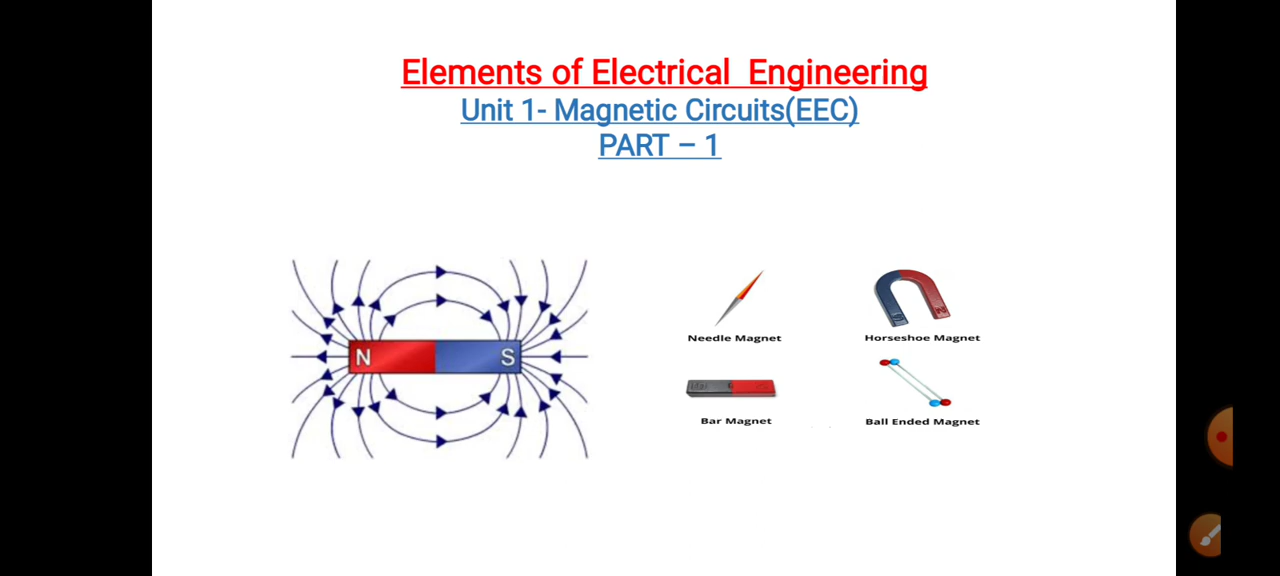 Elements of Electrical Engineering
Unit 1- Magnetic Circuits(EEC)
PART – 1
N S
Needle Magnet
Horseshoe Magnet
S N
Bar Magnet
Ball Ended Magnet